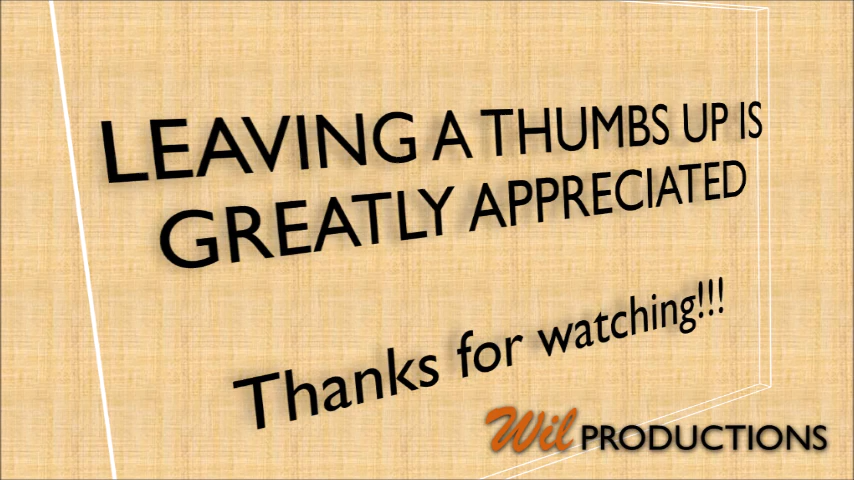 LEAVING A THUMBS UP IS
GREATLY APPRECIATED
Thanks for watching!!!
Wil PRODUCTIONS